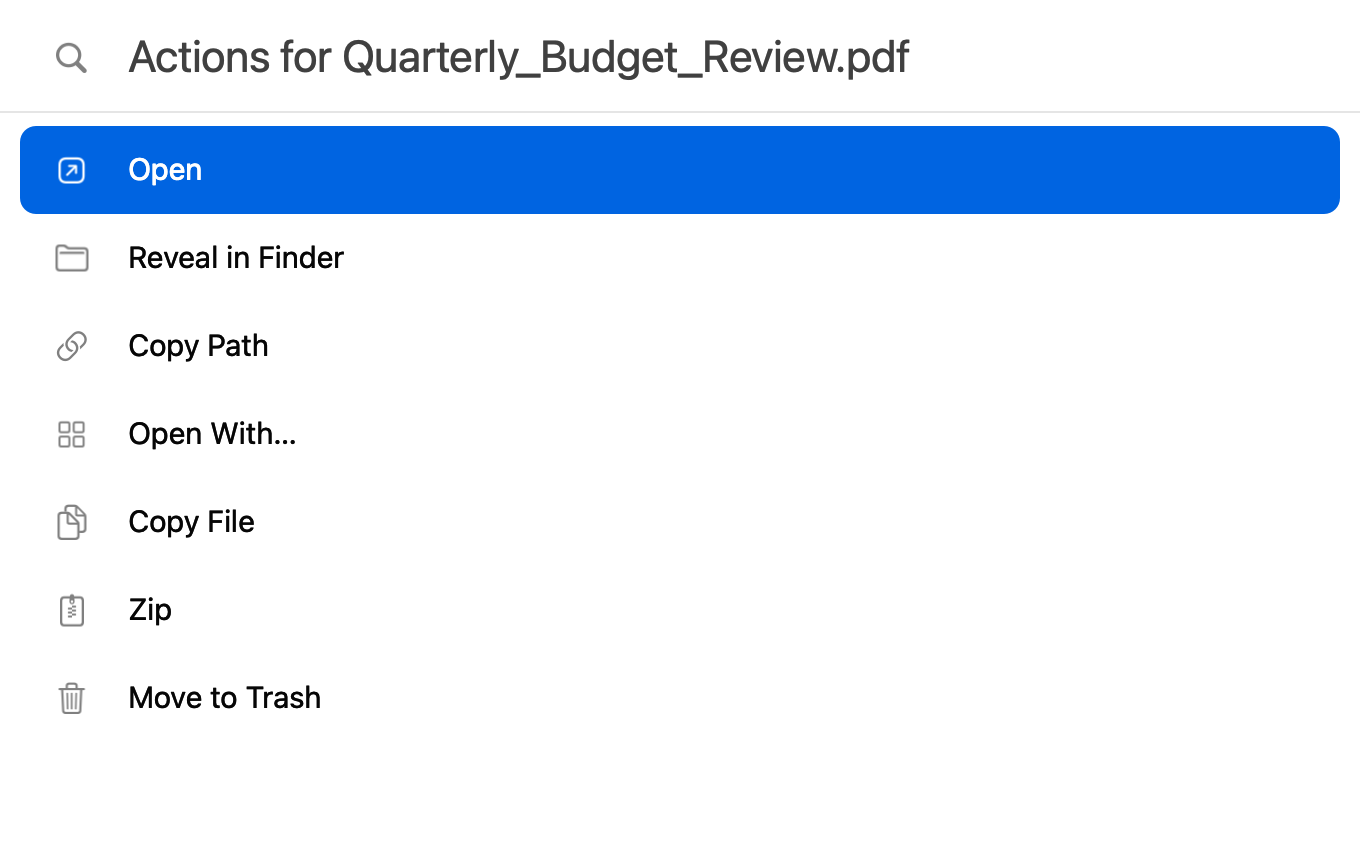 Actions for Quarterly_Budget_Review.pdf
Open
Reveal in Finder
Copy Path
Open With...
Copy File
Zip
Move to Trash